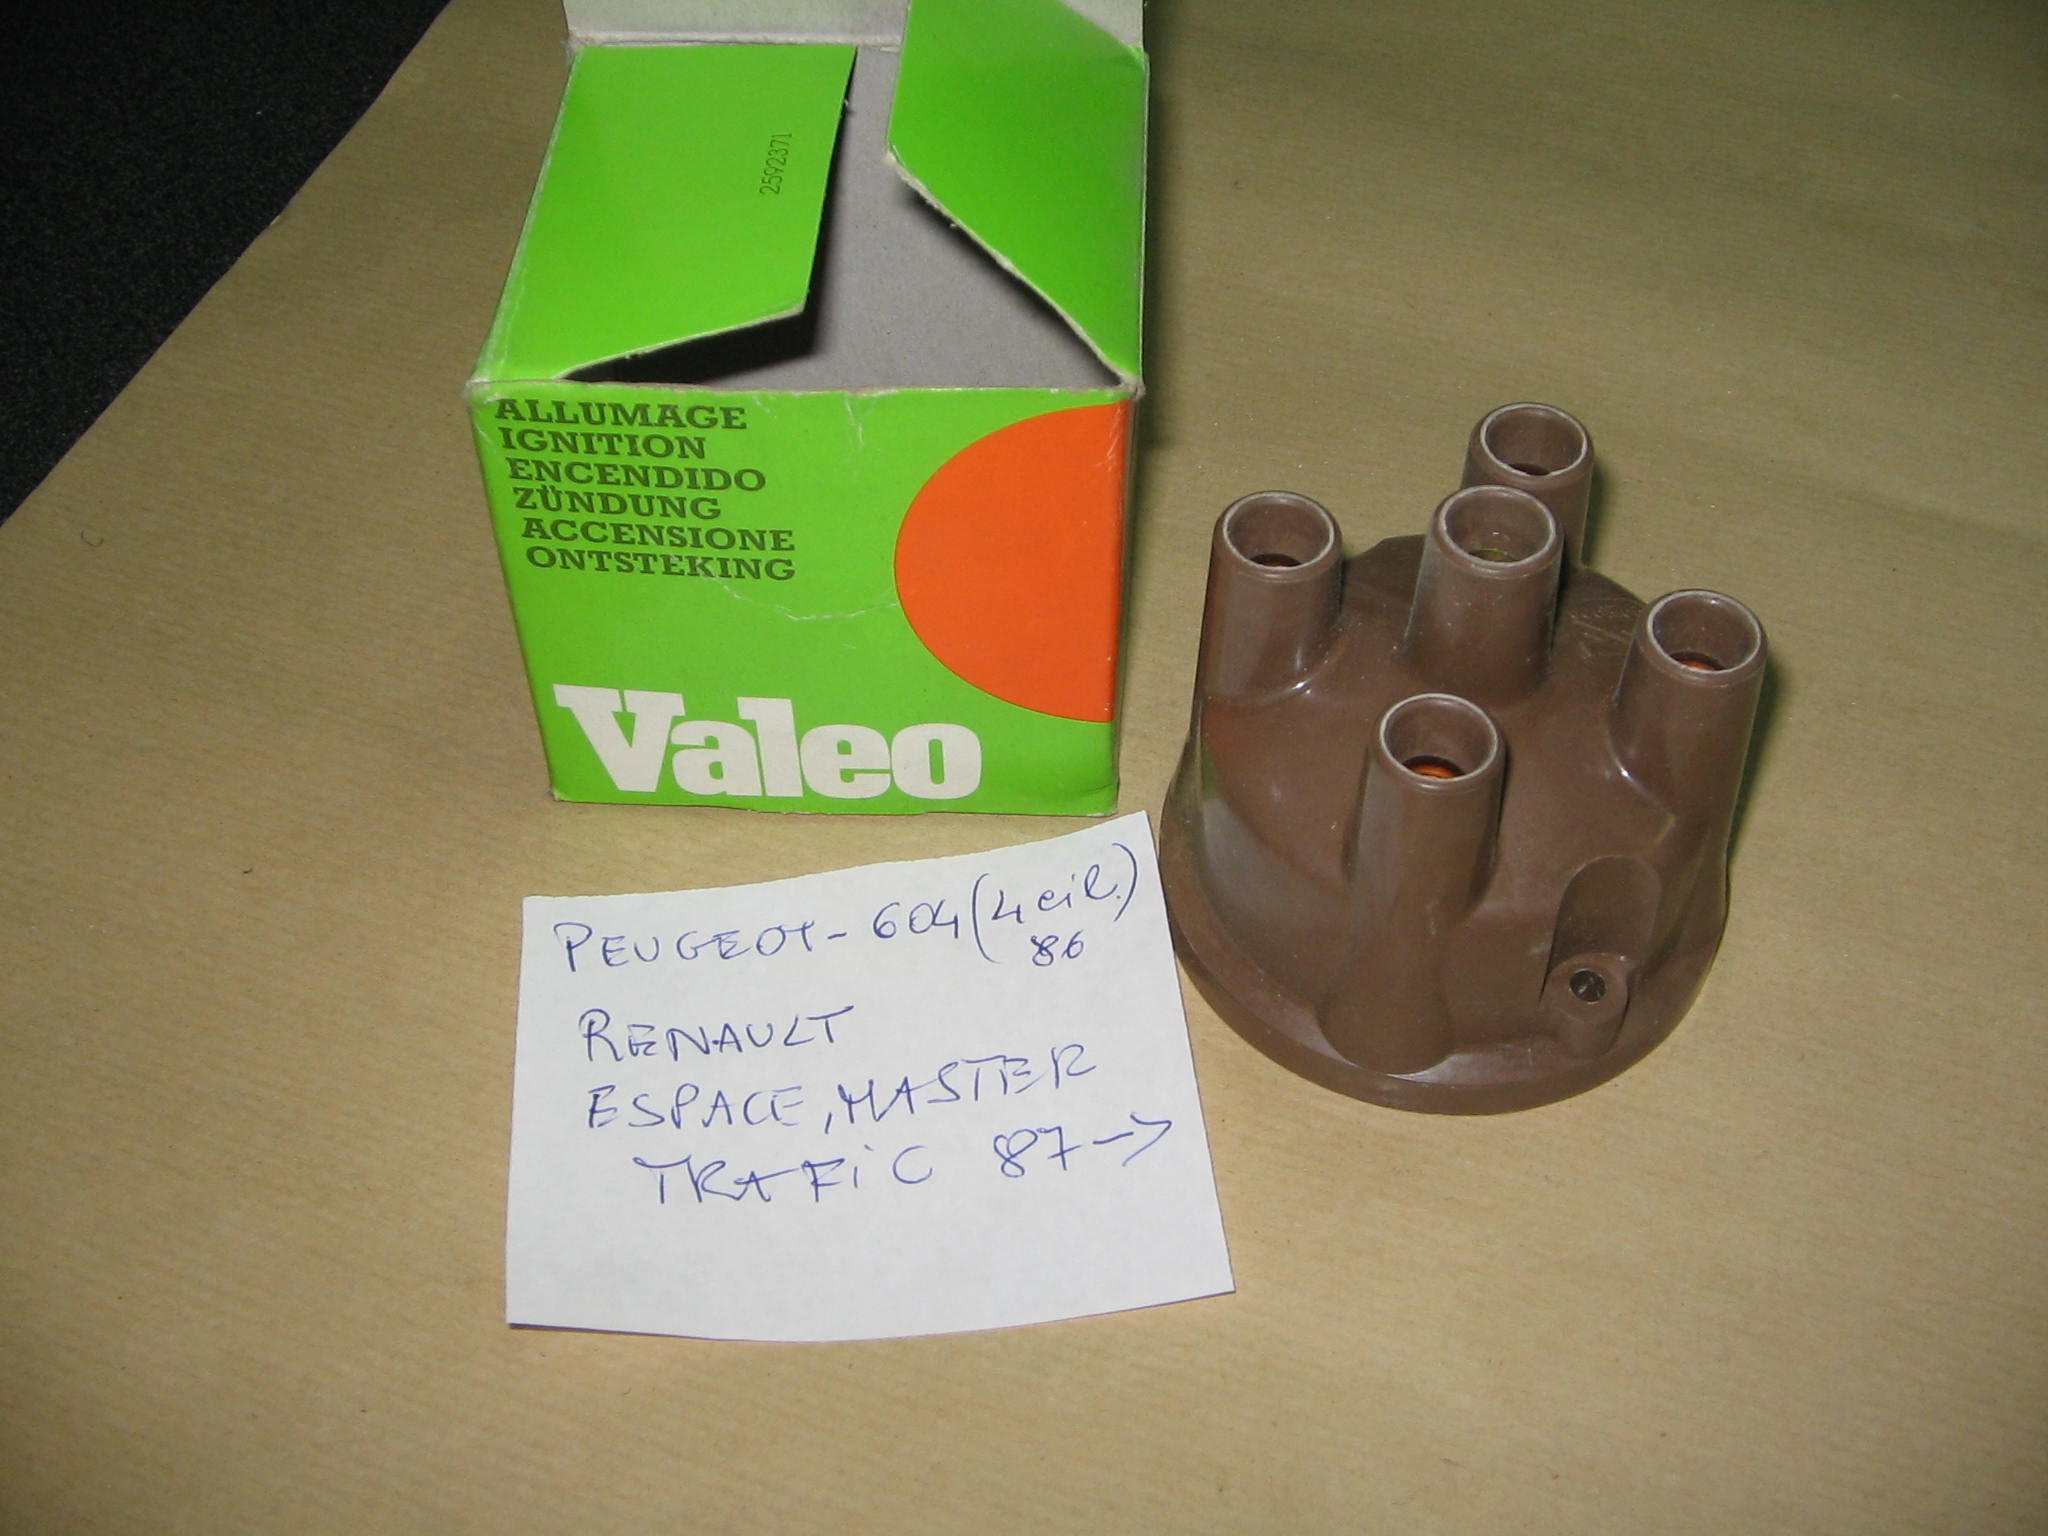 2592371
ALLUMAGE
IGNITION
ENCENDIDO
ZÜNDUNG
ACCENSIONE
ONTSTEKING
Valeo
PEUGEOT - 604 (4 cil.)
86
RENAULT
ESPACE, MASTER
TRAFIC 87 ->